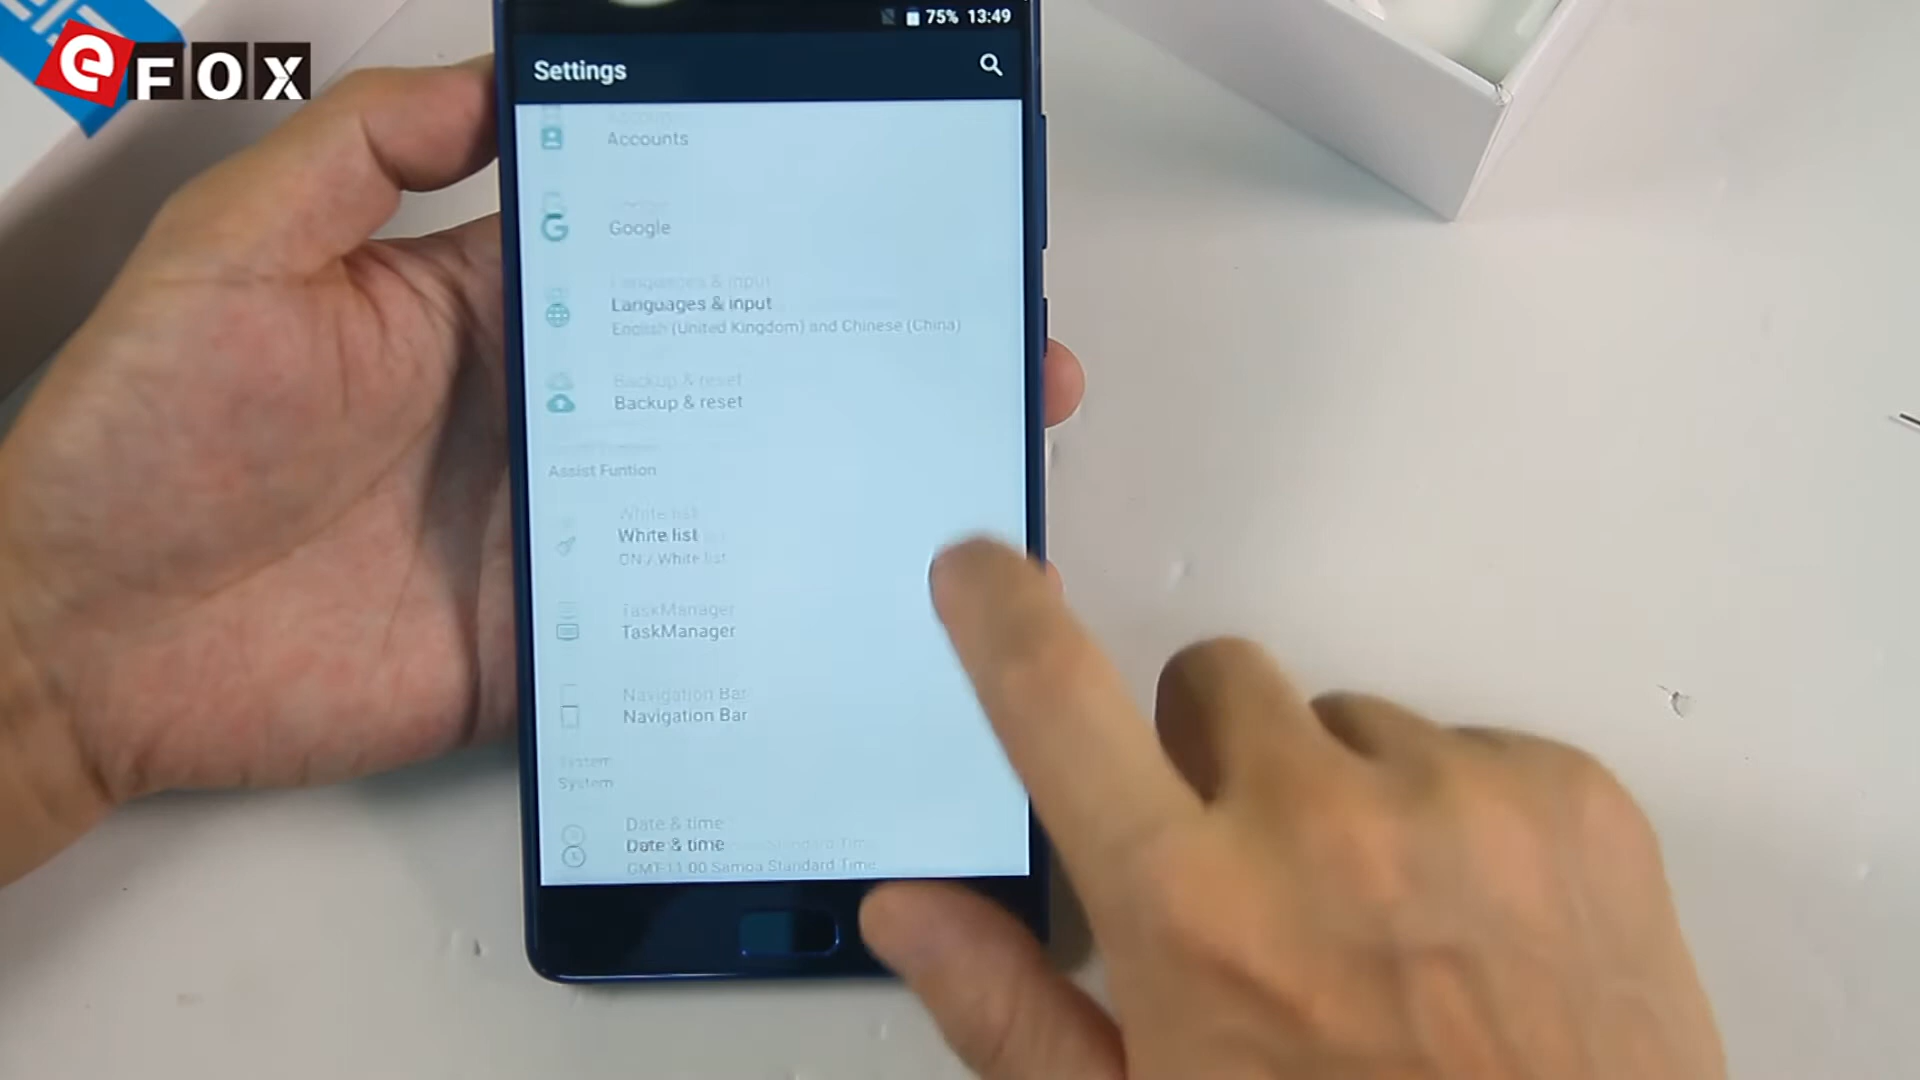 eFOX
75% 13:49
Settings
Accounts
Google
Languages & input
English (United Kingdom) and Chinese (China)
Backup & reset
Assist Funtion
White list
ON / White list
TaskManager
Navigation Bar
System
Date & time
GMT-11:00 Samoa Standard Time